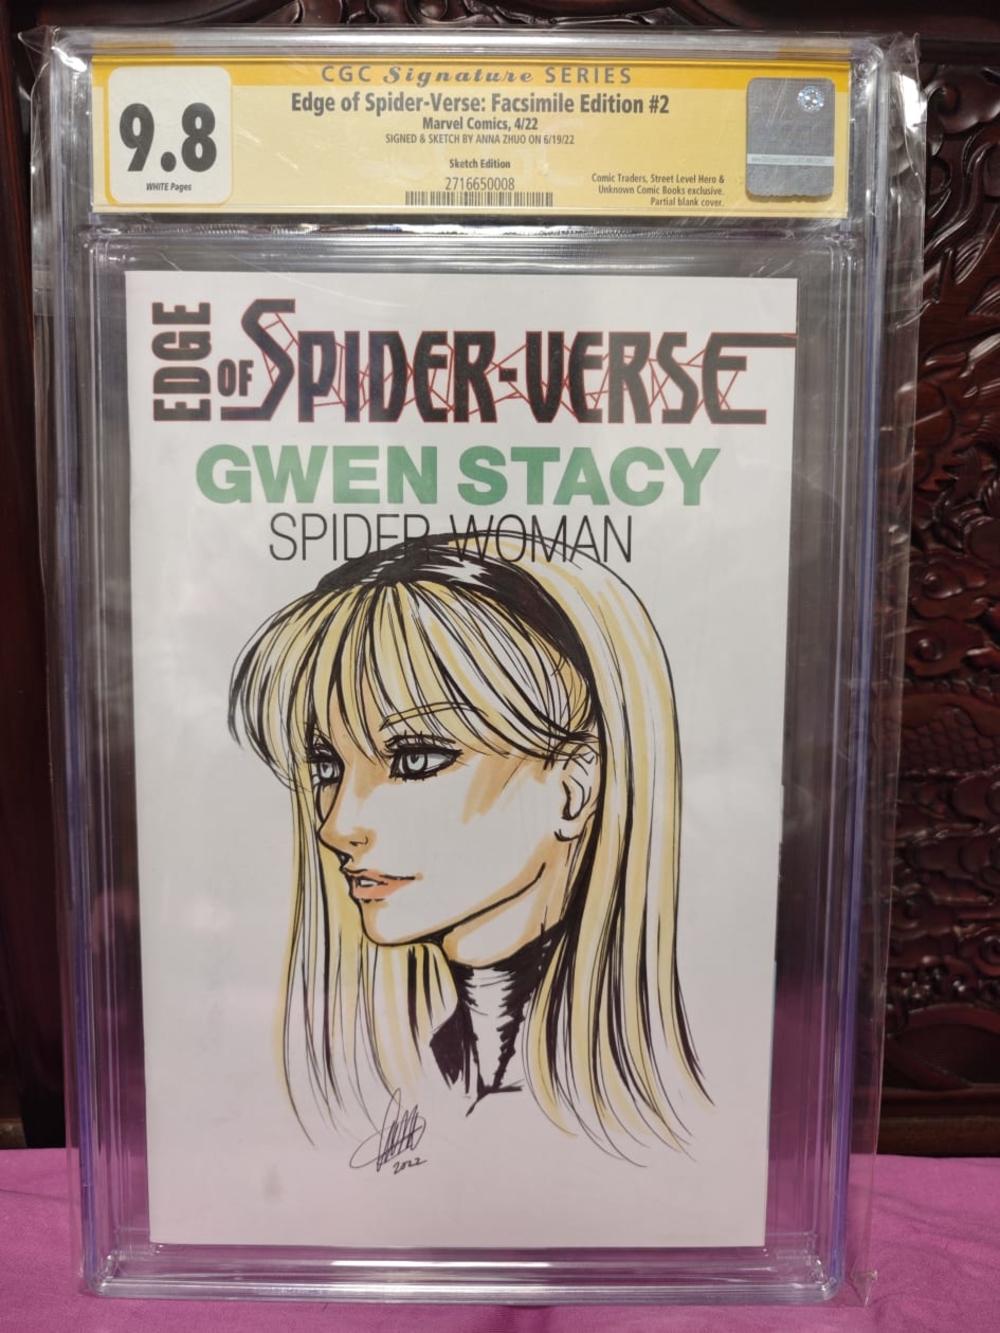 CGC Signature SERIES
Edge of Spider-Verse: Facsimile Edition #2
Marvel Comics, 4/22
SIGNED & SKETCH BY ANNA ZHUO ON 6/19/22
9.8
WHITE Pages
Sketch Edition
2716650008
Comic Traders, Street Level Hero &
Unknown Comic Books exclusive.
Partial blank cover.
EDGE
OF SPIDER-VERSE
GWEN STACY
SPIDER-WOMAN
2022